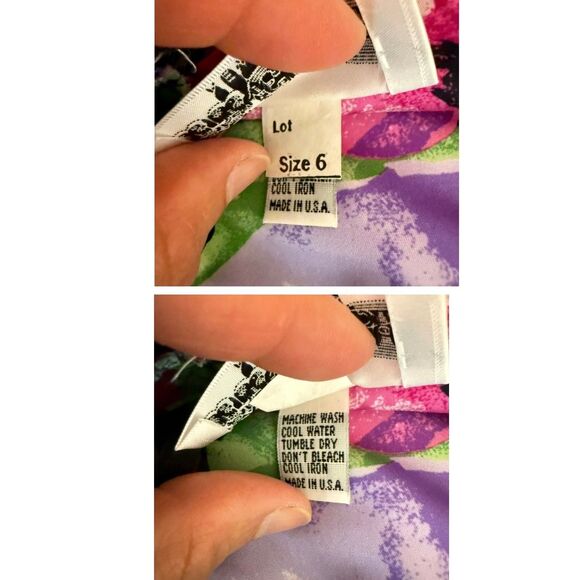 Lot
Size 6
COOL IRON
MADE IN U.S.A.
MACHINE WASH
COOL WATER
TUMBLE DRY
DON'T BLEACH
COOL IRON
MADE IN U.S.A.